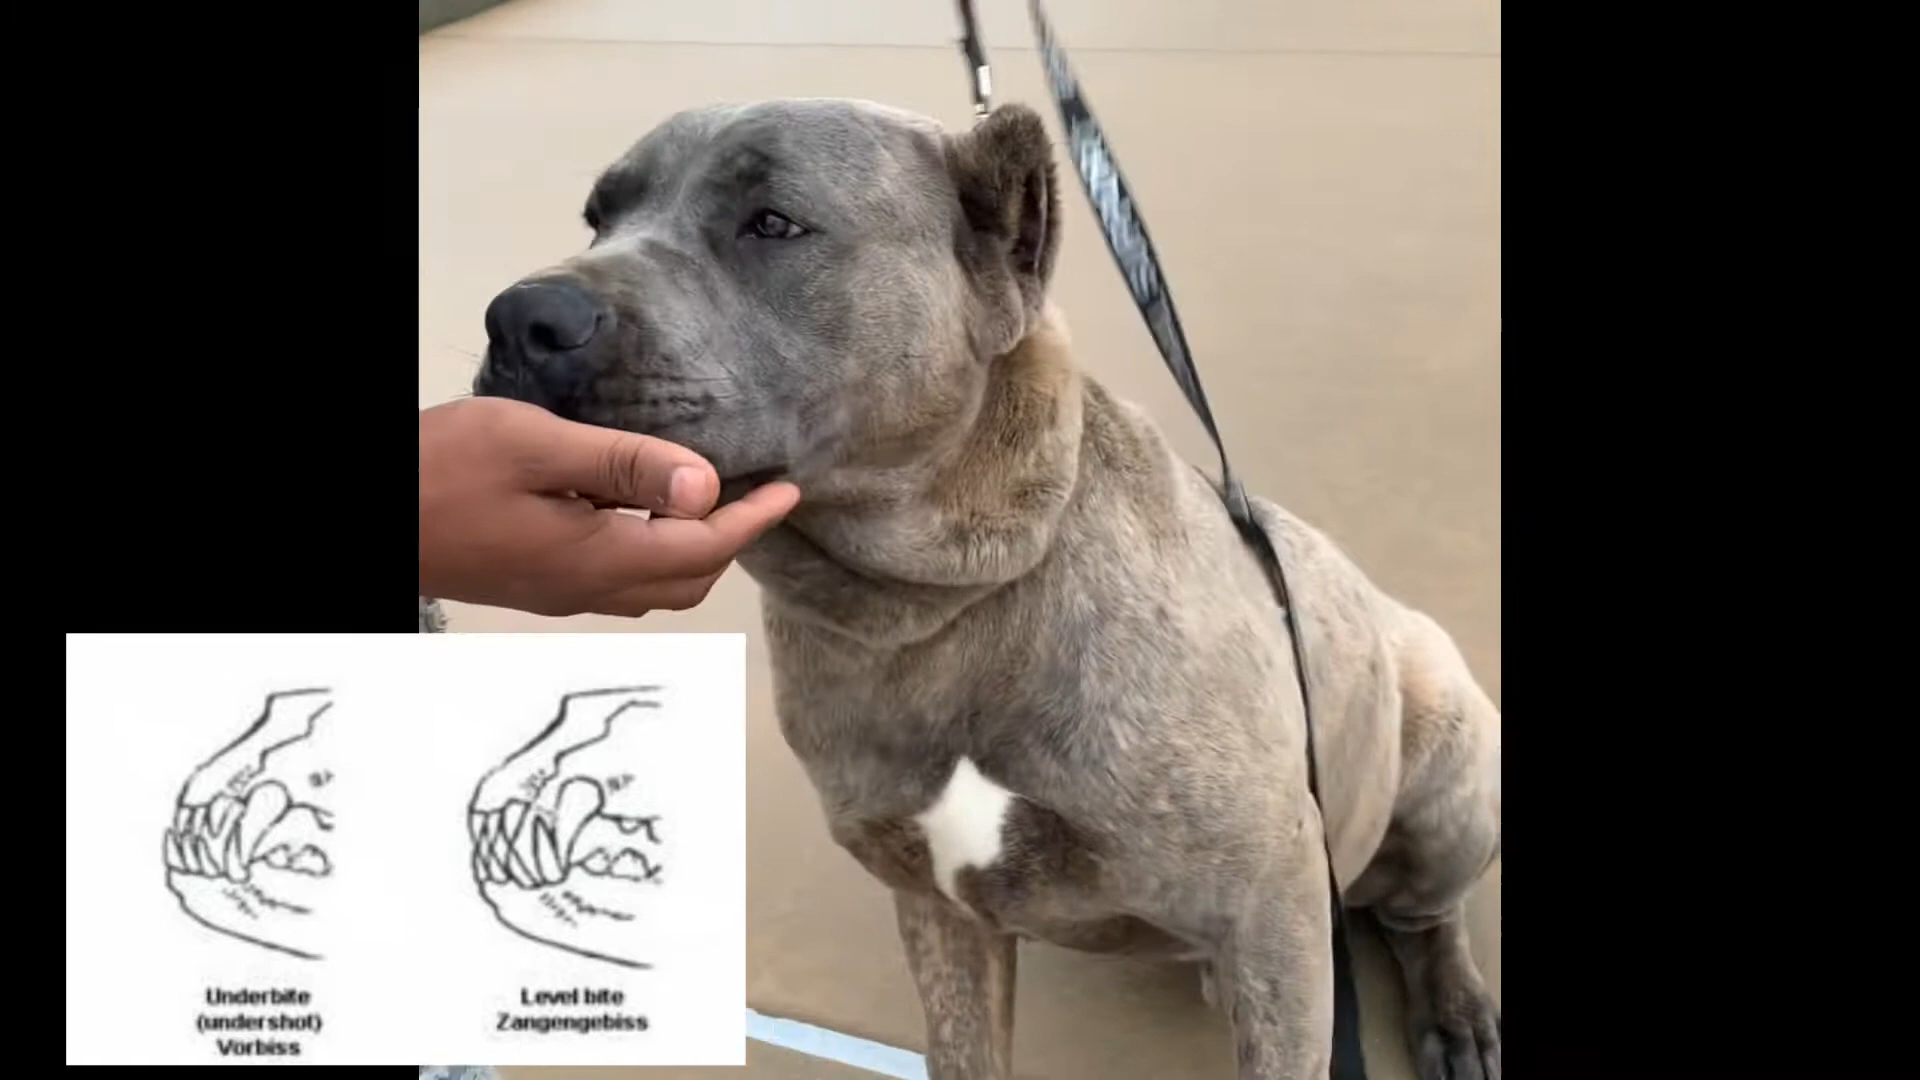 Underbite
(undershot)
Vorbiss
Level bite
Zangengebiss